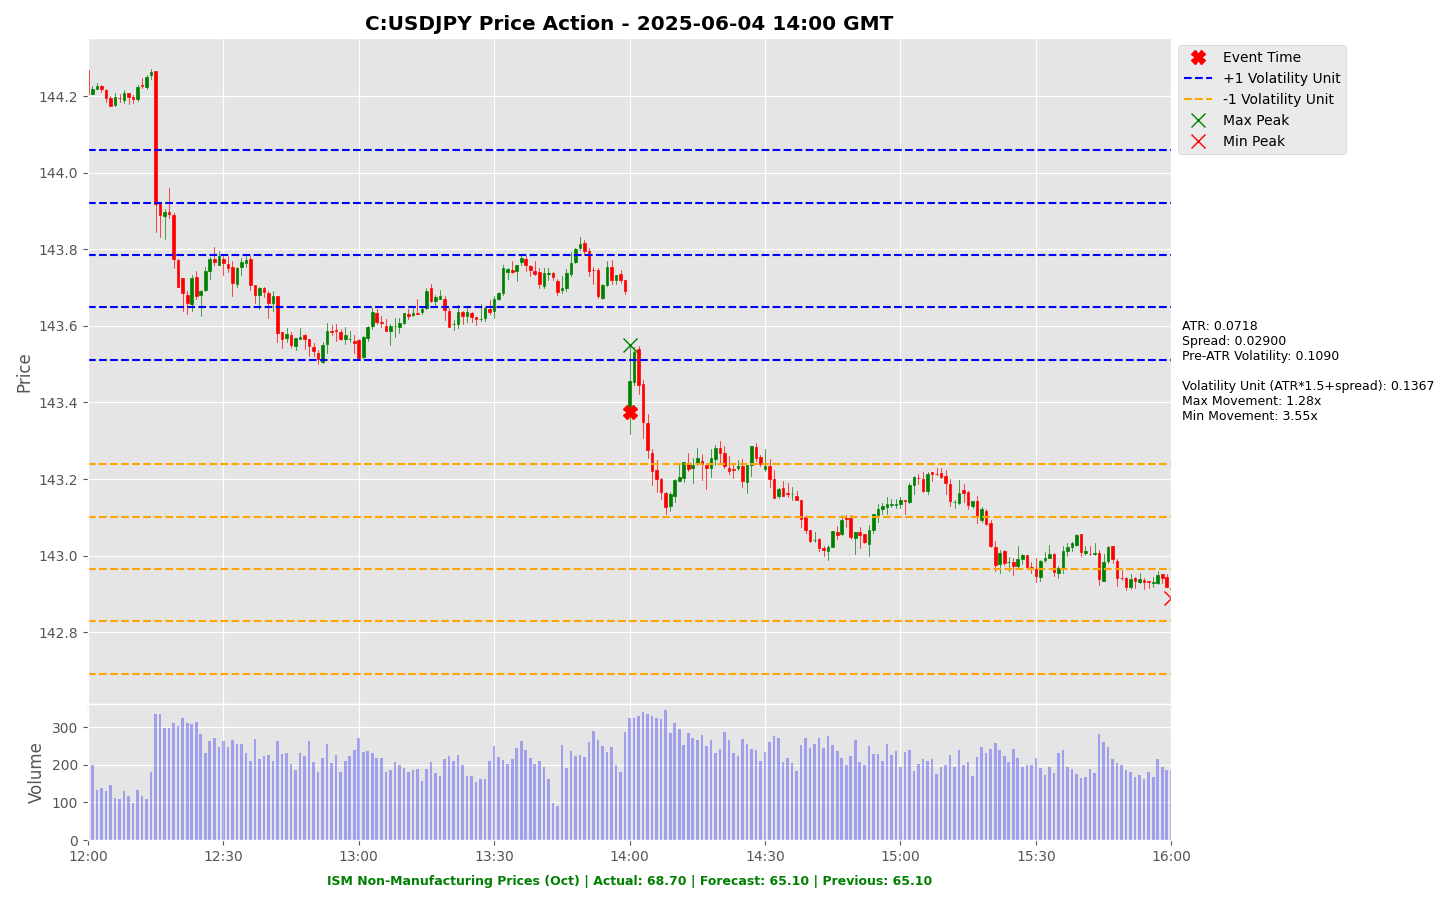 C:USDJPY Price Action - 2025-06-04 14:00 GMT
Event Time
+1 Volatility Unit
-1 Volatility Unit
Max Peak
Min Peak
Price
144.2
144.0
143.8
143.6
143.4
143.2
143.0
142.8
ATR: 0.0718
Spread: 0.02900
Pre-ATR Volatility: 0.1090
Volatility Unit (ATR*1.5+spread): 0.1367
Max Movement: 1.28x
Min Movement: 3.55x
Volume
300
200
100
0
12:00 12:30 13:00 13:30 14:00 14:30 15:00 15:30 16:00
ISM Non-Manufacturing Prices (Oct) | Actual: 68.70 | Forecast: 65.10 | Previous: 65.10